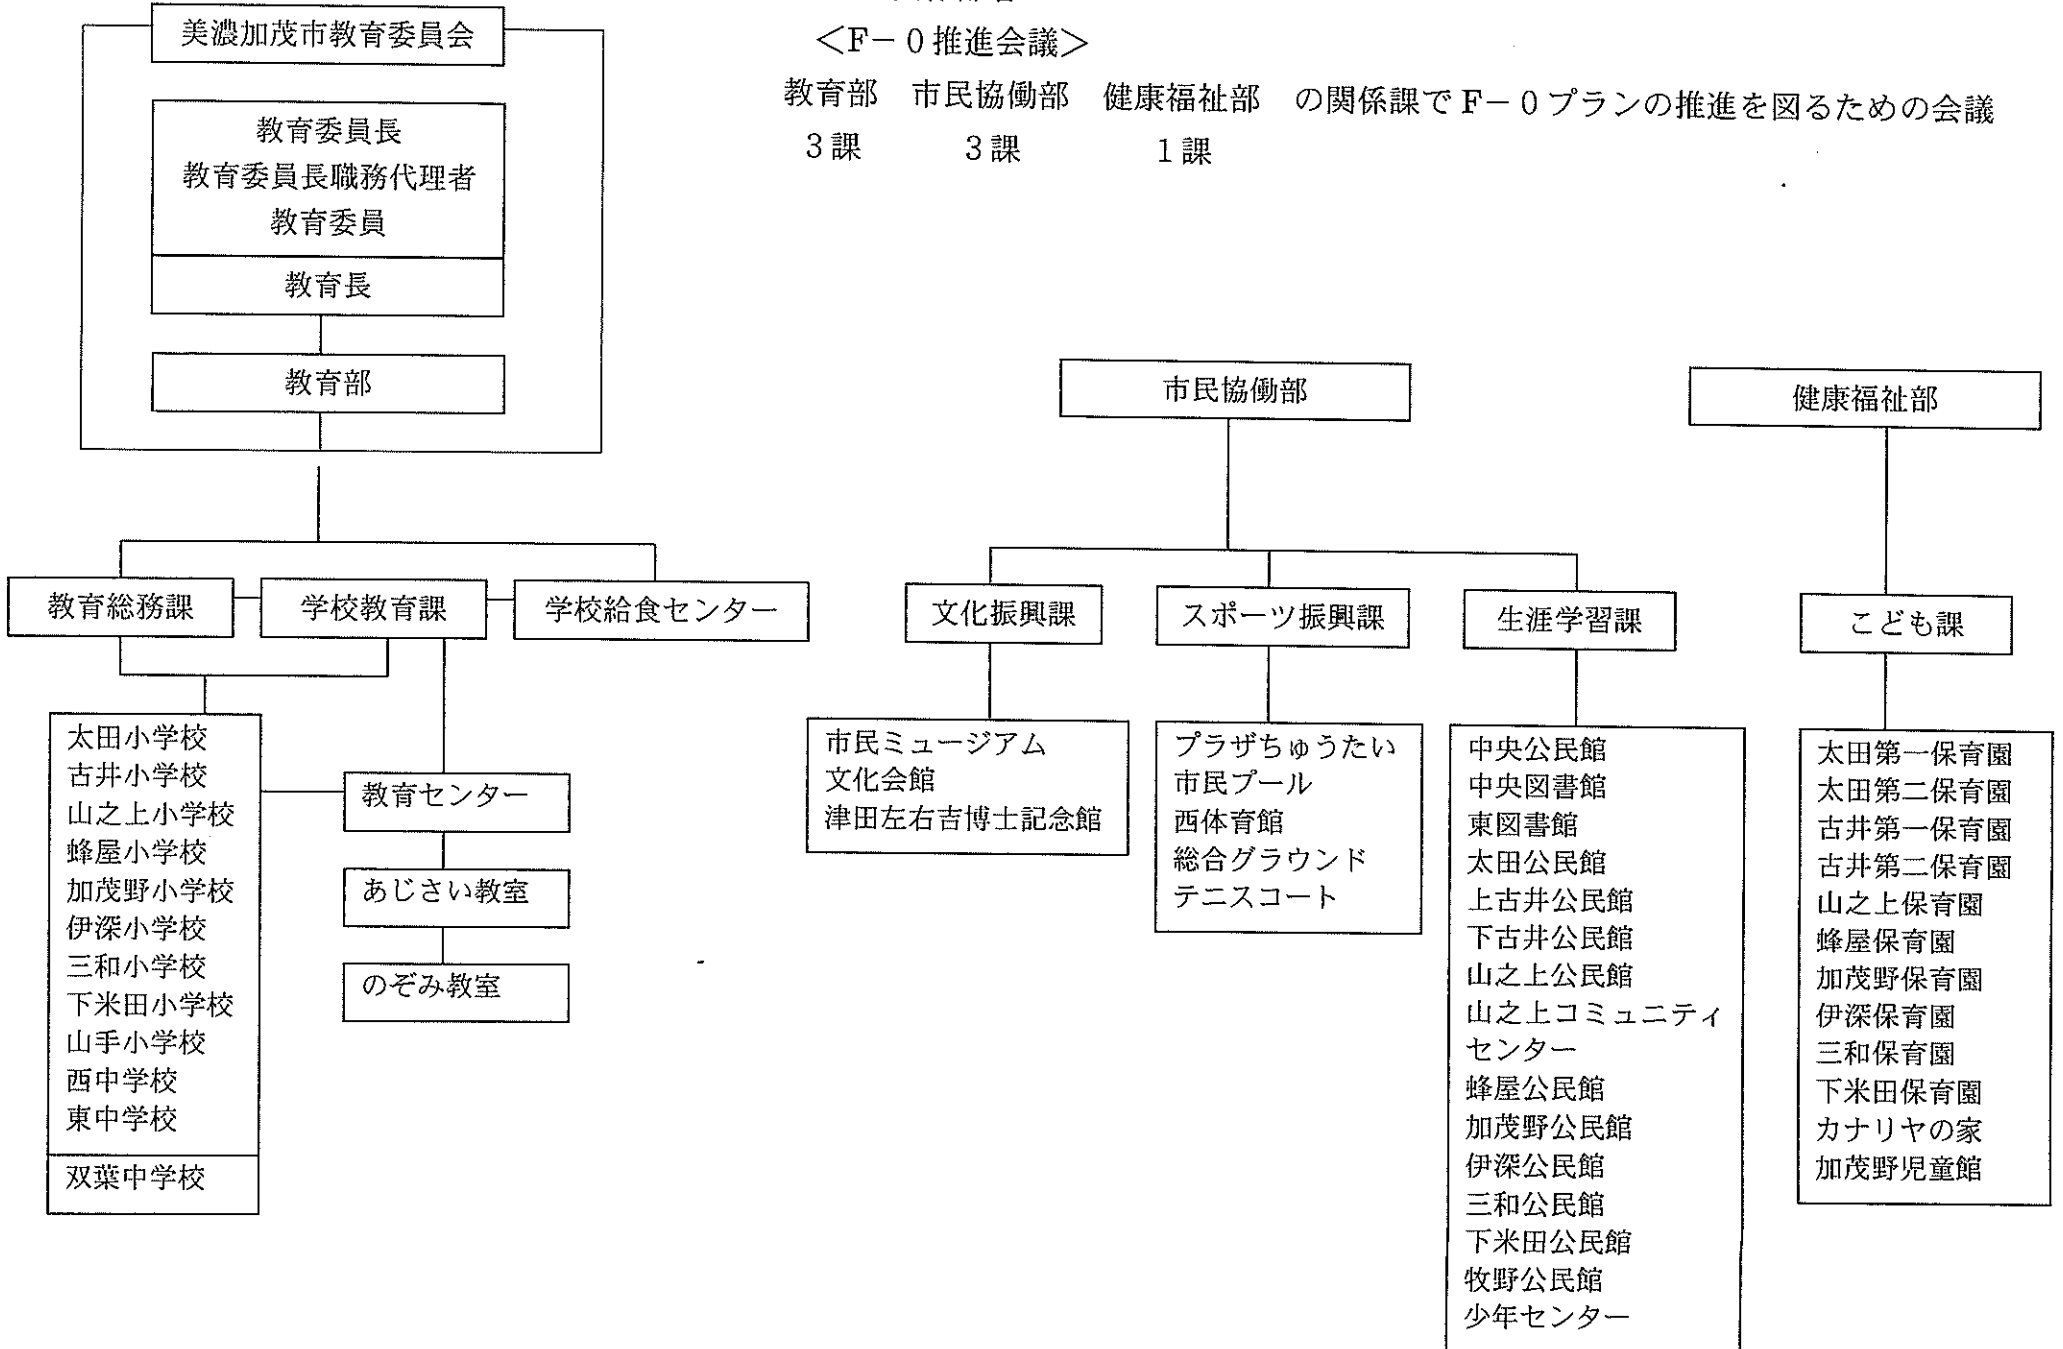 美濃加茂市教育委員会
教育委員長
教育委員長職務代理者
教育委員
教育長
教育部
<F-0推進会議>
教育部 市民協働部 健康福祉部 の関係課でF-0プランの推進を図るための会議
3課 3課 1課
市民協働部
健康福祉部
教育総務課
学校教育課
学校給食センター
文化振興課
スポーツ振興課
生涯学習課
こども課
太田小学校
古井小学校
山之上小学校
蜂屋小学校
加茂野小学校
伊深小学校
三和小学校
下米田小学校
山手小学校
西中学校
東中学校
双葉中学校
教育センター
あじさい教室
のぞみ教室
市民ミュージアム
文化会館
津田左右吉博士記念館
プラザちゅうたい
市民プール
西体育館
総合グラウンド
テニスコート
中央公民館
中央図書館
東図書館
太田公民館
上古井公民館
下古井公民館
山之上公民館
山之上コミュニティ
センター
蜂屋公民館
加茂野公民館
伊深公民館
三和公民館
下米田公民館
牧野公民館
少年センター
太田第一保育園
太田第二保育園
古井第一保育園
古井第二保育園
山之上保育園
蜂屋保育園
加茂野保育園
伊深保育園
三和保育園
下米田保育園
カナリヤの家
加茂野児童館